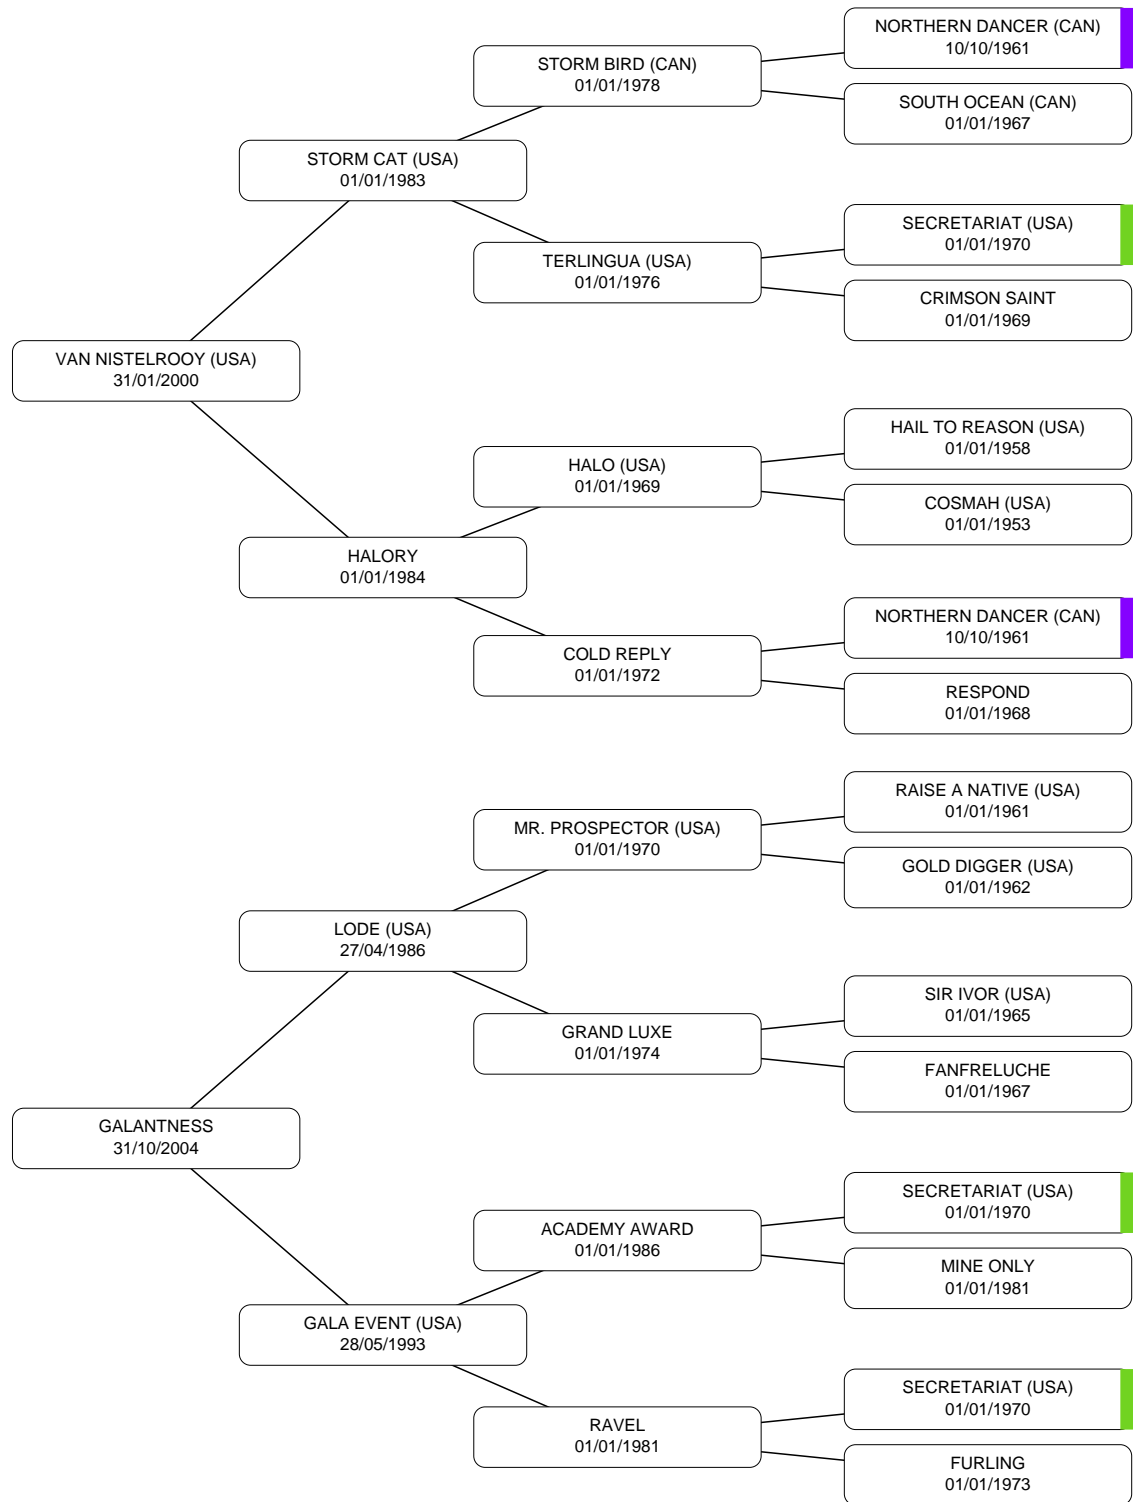 NORTHERN DANCER (CAN)
10/10/1961
STORM BIRD (CAN)
01/01/1978
SOUTH OCEAN (CAN)
01/01/1967
STORM CAT (USA)
01/01/1983
SECRETARIAT (USA)
01/01/1970
TERLINGUA (USA)
01/01/1976
CRIMSON SAINT
01/01/1969
VAN NISTELROOY (USA)
31/01/2000
HAIL TO REASON (USA)
01/01/1958
HALO (USA)
01/01/1969
COSMAH (USA)
01/01/1953
HALORY
01/01/1984
NORTHERN DANCER (CAN)
10/10/1961
COLD REPLY
01/01/1972
RESPOND
01/01/1968
RAISE A NATIVE (USA)
01/01/1961
MR. PROSPECTOR (USA)
01/01/1970
GOLD DIGGER (USA)
01/01/1962
LODE (USA)
27/04/1986
SIR IVOR (USA)
01/01/1965
GRAND LUXE
01/01/1974
FANFRELUCHE
01/01/1967
GALANTNESS
31/10/2004
SECRETARIAT (USA)
01/01/1970
ACADEMY AWARD
01/01/1986
MINE ONLY
01/01/1981
GALA EVENT (USA)
28/05/1993
SECRETARIAT (USA)
01/01/1970
RAVEL
01/01/1981
FURLING
01/01/1973